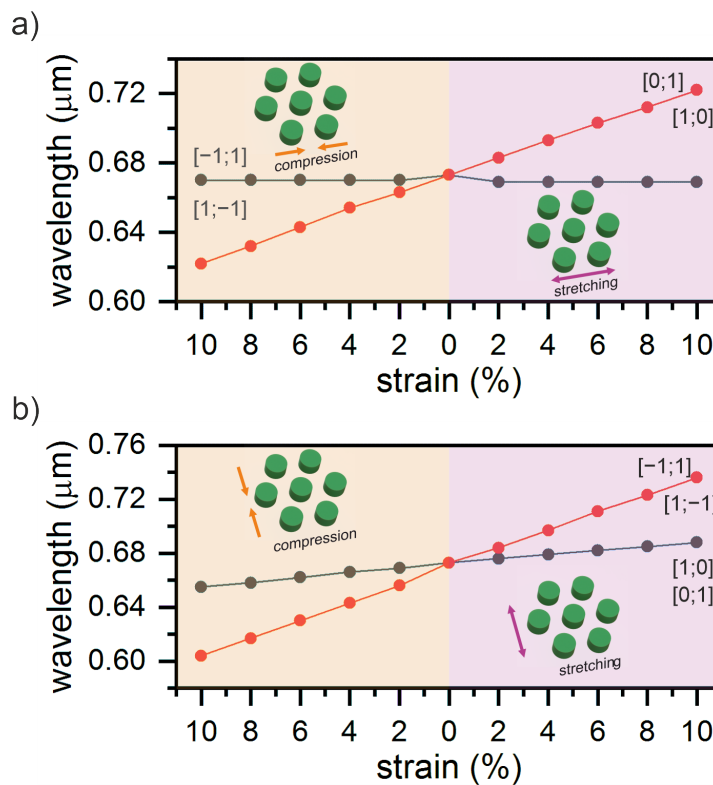 a)
wavelength (μm)
0.72
0.68
0.64
0.60
[−1;1]
[1;−1]
compression
[0;1]
[1;0]
stretching
10 8 6 4 2 0 2 4 6 8 10
strain (%)
b)
wavelength (μm)
0.76
0.72
0.68
0.64
0.60
compression
[−1;1]
[1;−1]
[1;0]
[0;1]
stretching
10 8 6 4 2 0 2 4 6 8 10
strain (%)